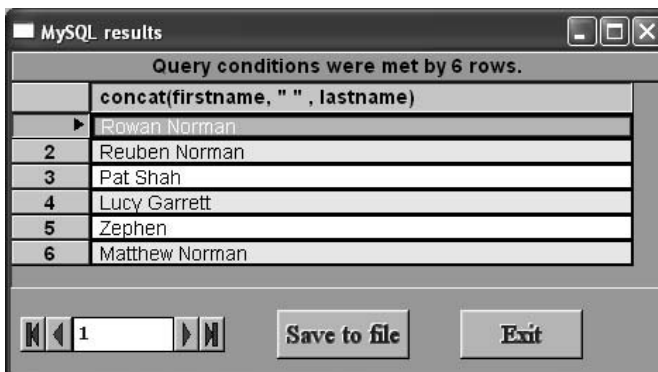 MySQL results
Query conditions were met by 6 rows.
concat(firstname, " " , lastname)
Rowan Norman
2 Reuben Norman
3 Pat Shah
4 Lucy Garrett
5 Zephen
6 Matthew Norman
1 Save to file Exit